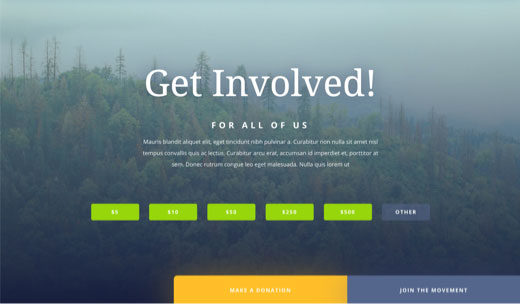 Get Involved!
FOR ALL OF US
Mauris blandit aliquet elit, eget tincidunt nibh pulvinar a. Curabitur non nulla sit amet nisl
tempus convallis quis ac lectus. Curabitur arcu erat, accumsan id imperdiet et, porttitor at
sem. Donec rutrum congue leo eget malesuada. Nulla quis lorem ut
$5 $10 $50 $250 $500 OTHER
MAKE A DONATION JOIN THE MOVEMENT